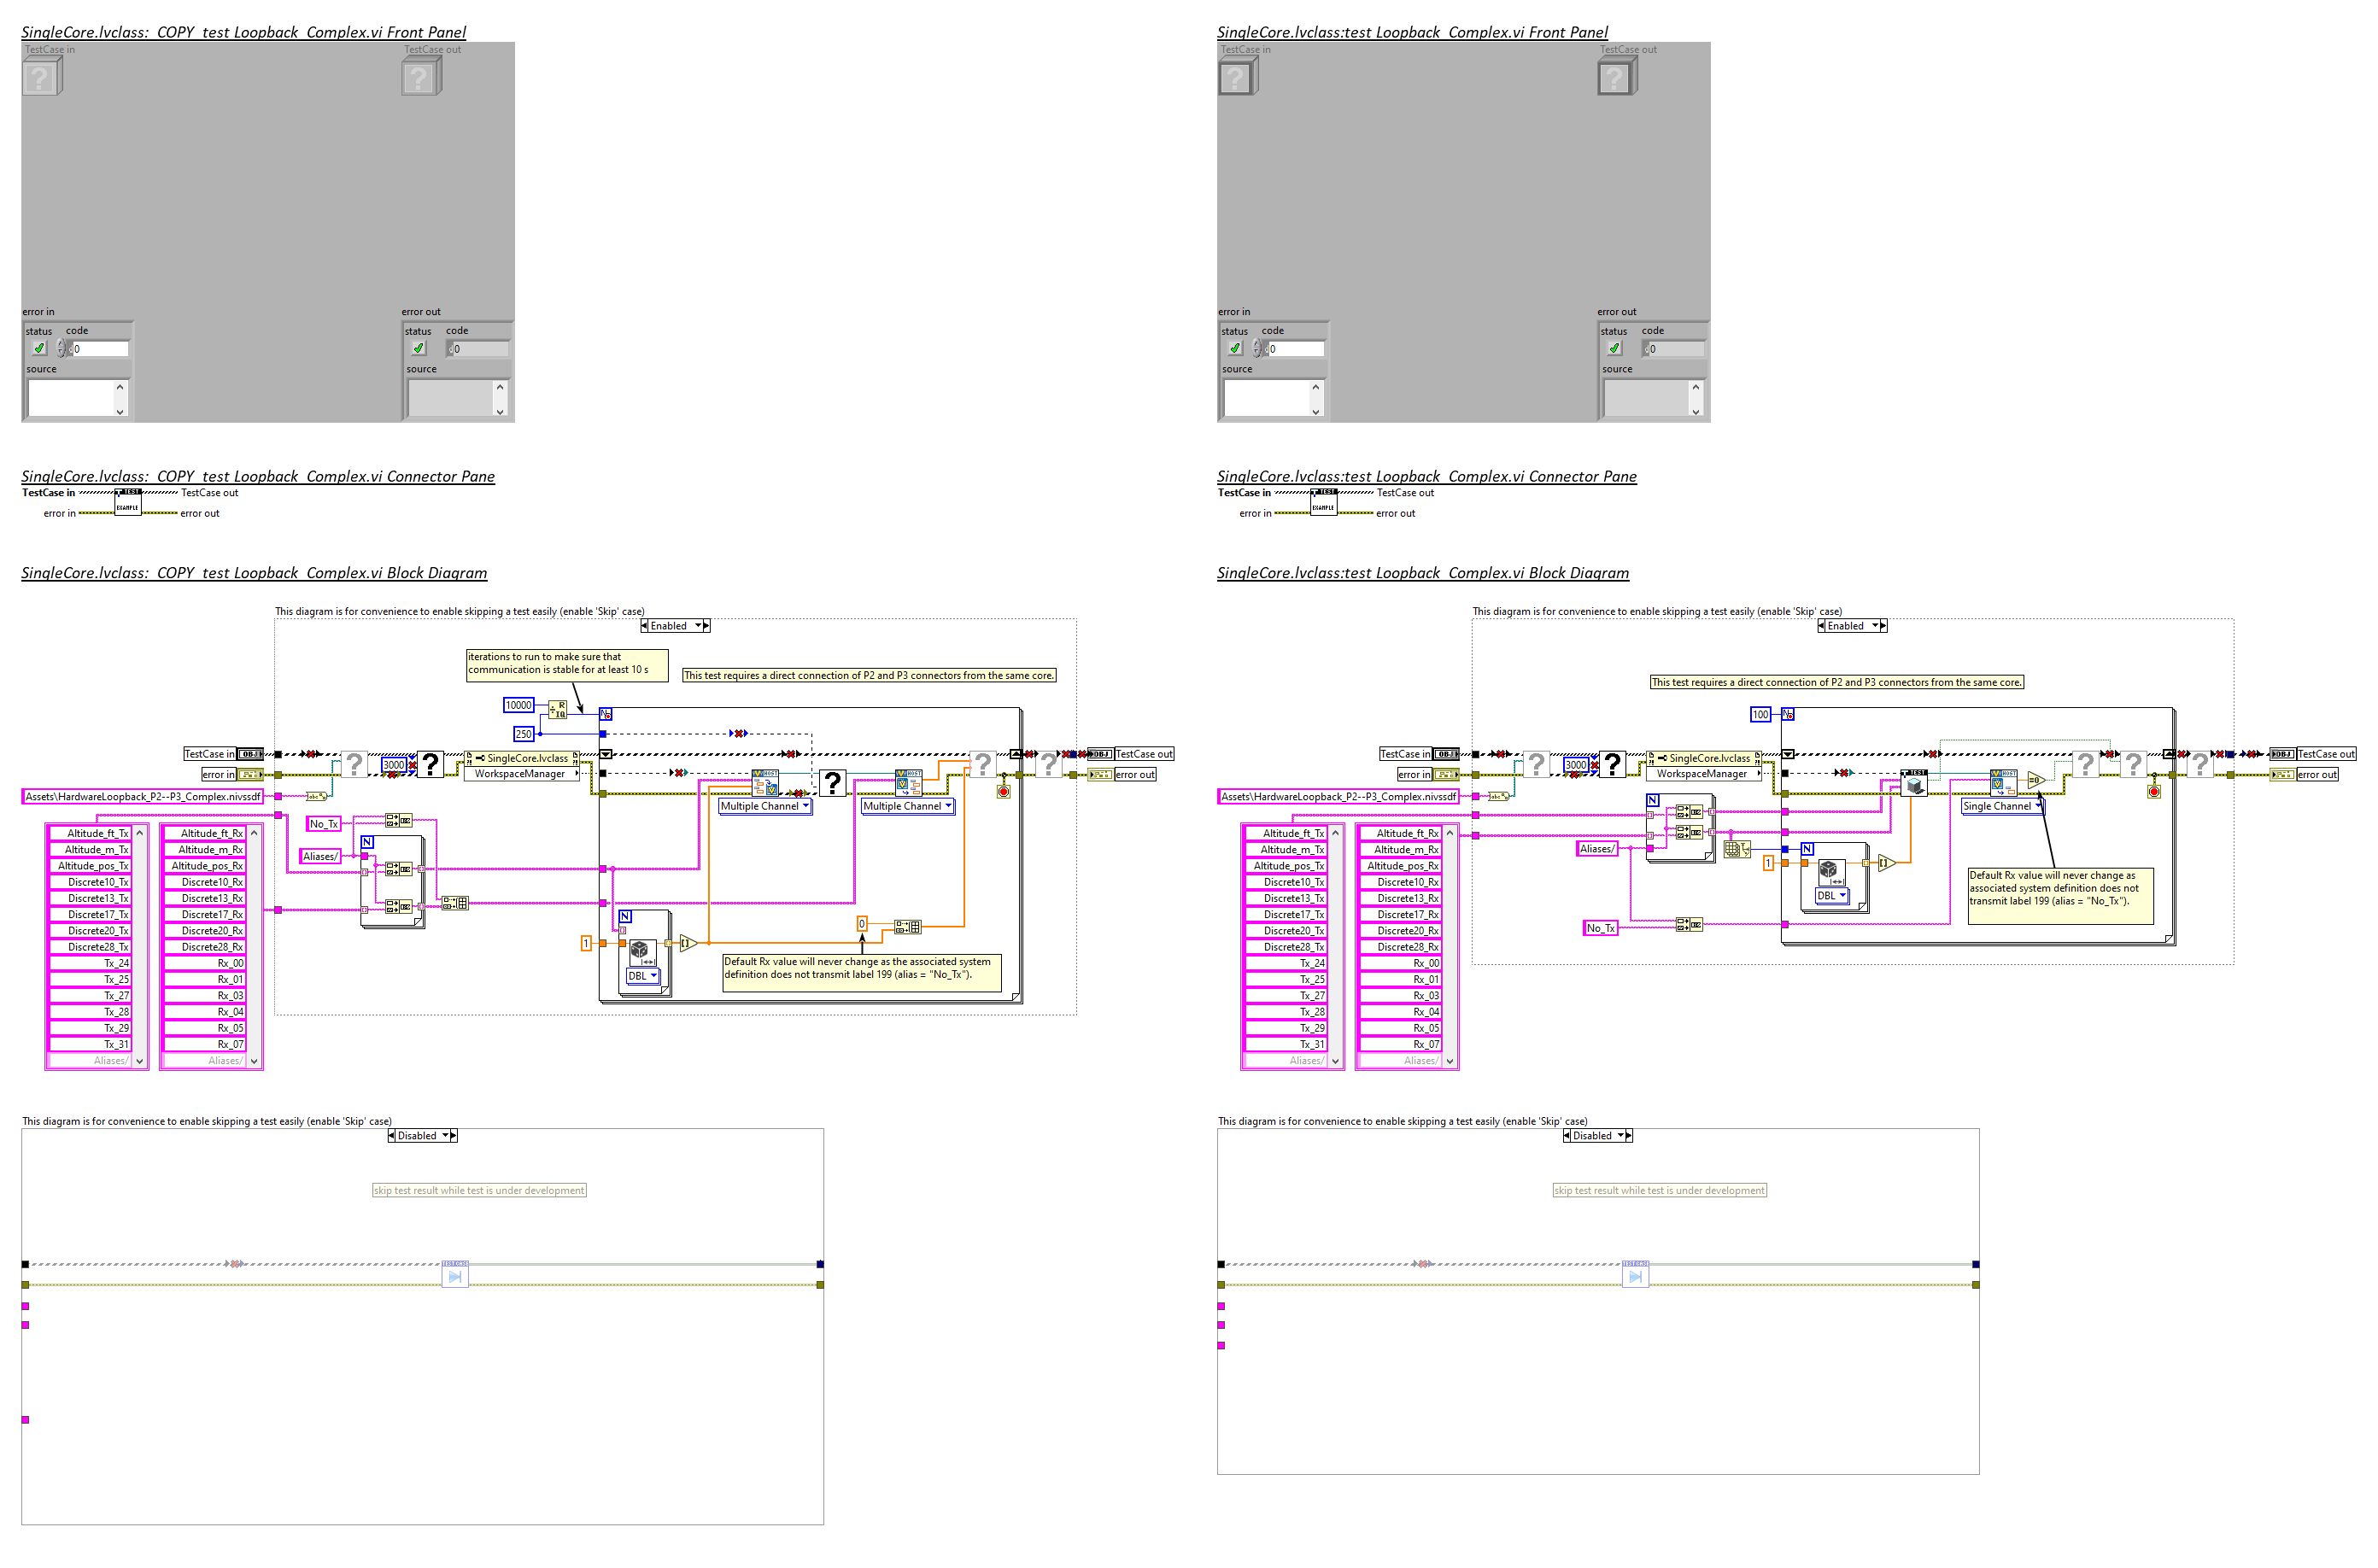 SingleCore.lvclass:_COPY_test Loopback_Complex.vi Front Panel
TestCase in
TestCase out
error in
status
code
0
source
error out
status
code
0
source
SingleCore.lvclass:_COPY_test Loopback_Complex.vi Connector Pane
TestCase in
TestCase out
TEST
EXAMPLE
error in
error out
SingleCore.lvclass:_COPY_test Loopback_Complex.vi Block Diagram
This diagram is for convenience to enable skipping a test easily (enable 'Skip' case)
Enabled
iterations to run to make sure that
communication is stable for at least 10 s
This test requires a direct connection of P2 and P3 connectors from the same core.
10000
R
IQ
250
N
TestCase in
OBJ
error in
3000
SingleCore.lvclass
WorkspaceManager
HOST
Multiple Channel
HOST
Multiple Channel
OBJ
TestCase out
error out
Assets\HardwareLoopback_P2--P3_Complex.nivssdf
No_Tx
Aliases/
N
Altitude_ft_Tx
Altitude_m_Tx
Altitude_pos_Tx
Discrete10_Tx
Discrete13_Tx
Discrete17_Tx
Discrete20_Tx
Discrete28_Tx
Tx_24
Tx_25
Tx_27
Tx_28
Tx_29
Tx_31
Aliases/
Altitude_ft_Rx
Altitude_m_Rx
Altitude_pos_Rx
Discrete10_Rx
Discrete13_Rx
Discrete17_Rx
Discrete20_Rx
Discrete28_Rx
Rx_00
Rx_01
Rx_03
Rx_04
Rx_05
Rx_07
Aliases/
N
1
DBL
0
Default Rx value will never change as the associated system
definition does not transmit label 199 (alias = "No_Tx").
This diagram is for convenience to enable skipping a test easily (enable 'Skip' case)
Disabled
skip test result while test is under development
SingleCore.lvclass:test Loopback_Complex.vi Front Panel
TestCase in
TestCase out
error in
status
code
0
source
error out
status
code
0
source
SingleCore.lvclass:test Loopback_Complex.vi Connector Pane
TestCase in
TestCase out
TEST
EXAMPLE
error in
error out
SingleCore.lvclass:test Loopback_Complex.vi Block Diagram
This diagram is for convenience to enable skipping a test easily (enable 'Skip' case)
Enabled
This test requires a direct connection of P2 and P3 connectors from the same core.
100
N
TestCase in
OBJ
error in
3000
SingleCore.lvclass
WorkspaceManager
TEST
HOST
=0
Single Channel
OBJ
TestCase out
error out
Assets\HardwareLoopback_P2--P3_Complex.nivssdf
N
Aliases/
Altitude_ft_Tx
Altitude_m_Tx
Altitude_pos_Tx
Discrete10_Tx
Discrete13_Tx
Discrete17_Tx
Discrete20_Tx
Discrete28_Tx
Tx_24
Tx_25
Tx_27
Tx_28
Tx_29
Tx_31
Aliases/
Altitude_ft_Rx
Altitude_m_Rx
Altitude_pos_Rx
Discrete10_Rx
Discrete13_Rx
Discrete17_Rx
Discrete20_Rx
Discrete28_Rx
Rx_00
Rx_01
Rx_03
Rx_04
Rx_05
Rx_07
Aliases/
N
1
DBL
No_Tx
Default Rx value will never change as
associated system definition does not
transmit label 199 (alias = "No_Tx").
This diagram is for convenience to enable skipping a test easily (enable 'Skip' case)
Disabled
skip test result while test is under development